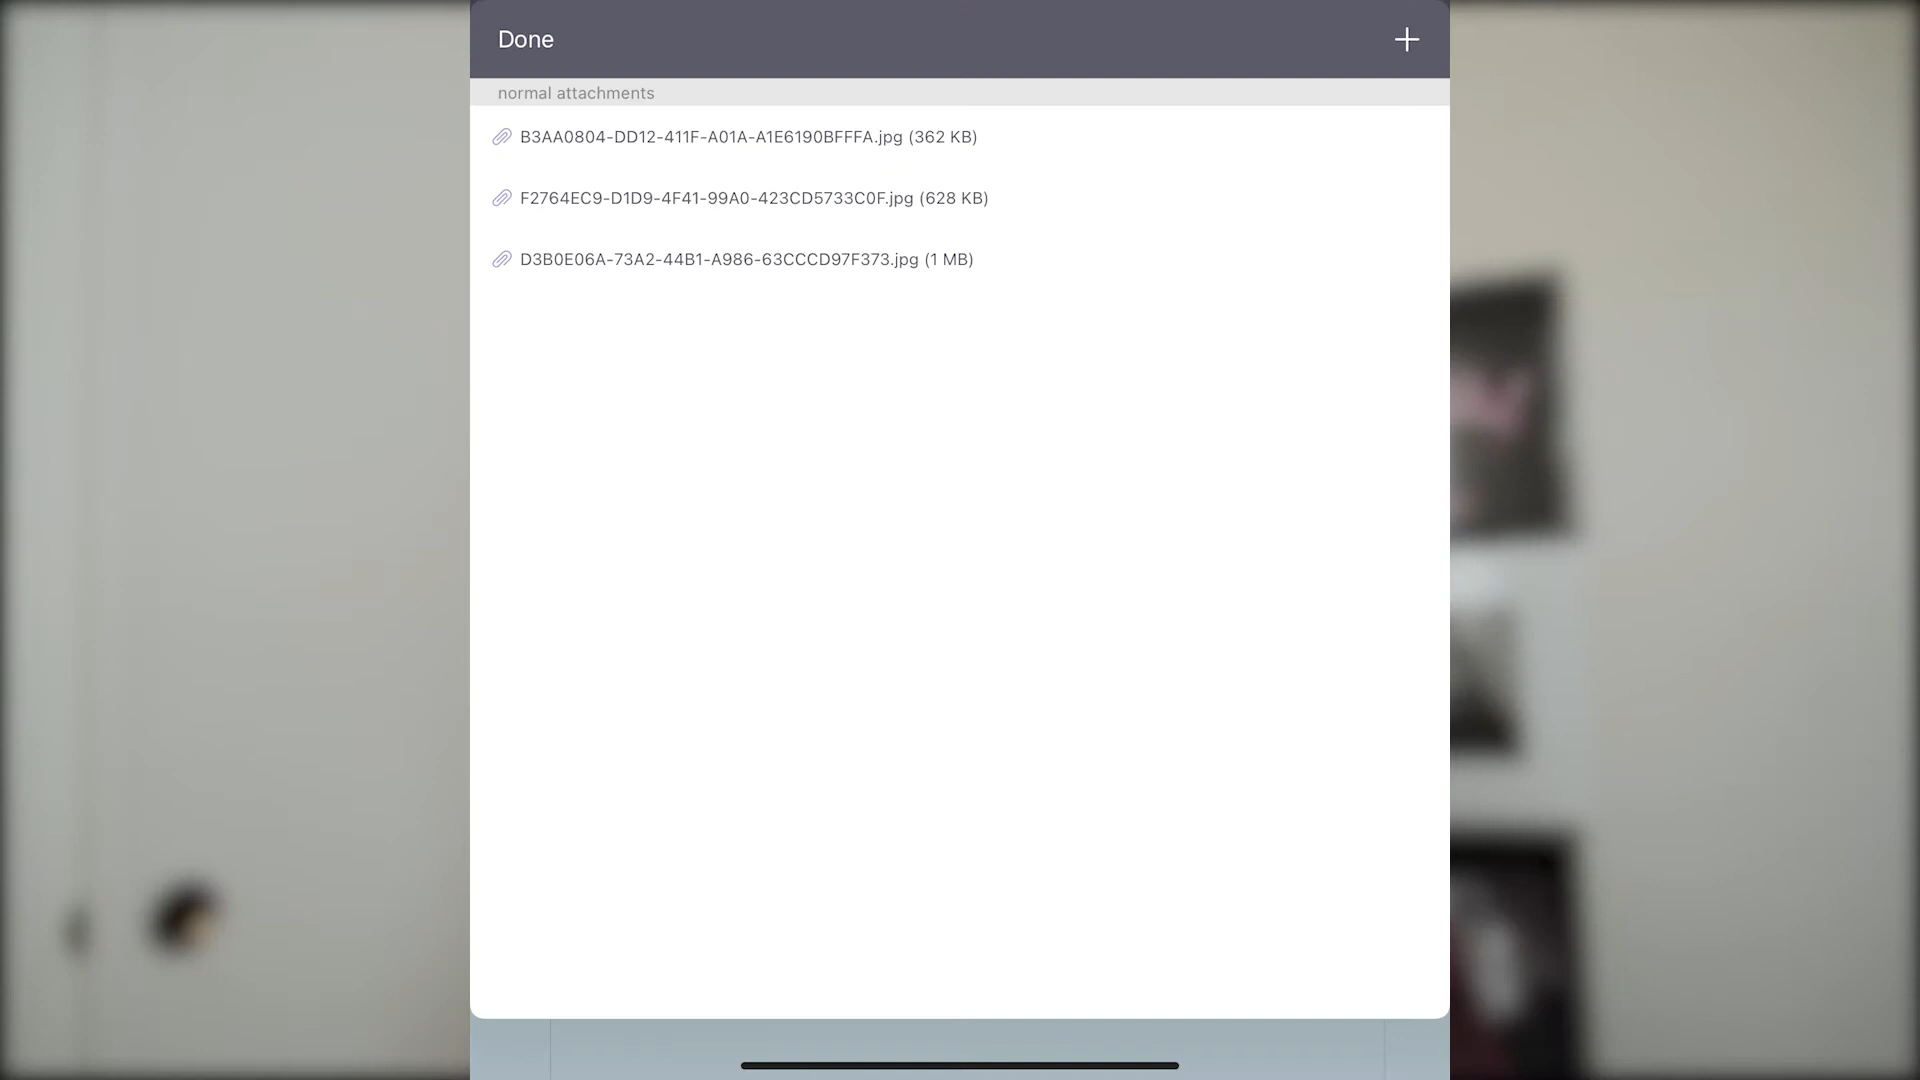 Done
normal attachments
B3AA0804-DD12-411F-A01A-A1E6190BFFFA.jpg (362 KB)
F2764EC9-D1D9-4F41-99A0-423CD5733C0F.jpg (628 KB)
D3B0E06A-73A2-44B1-A986-63CCCD97F373.jpg (1 MB)